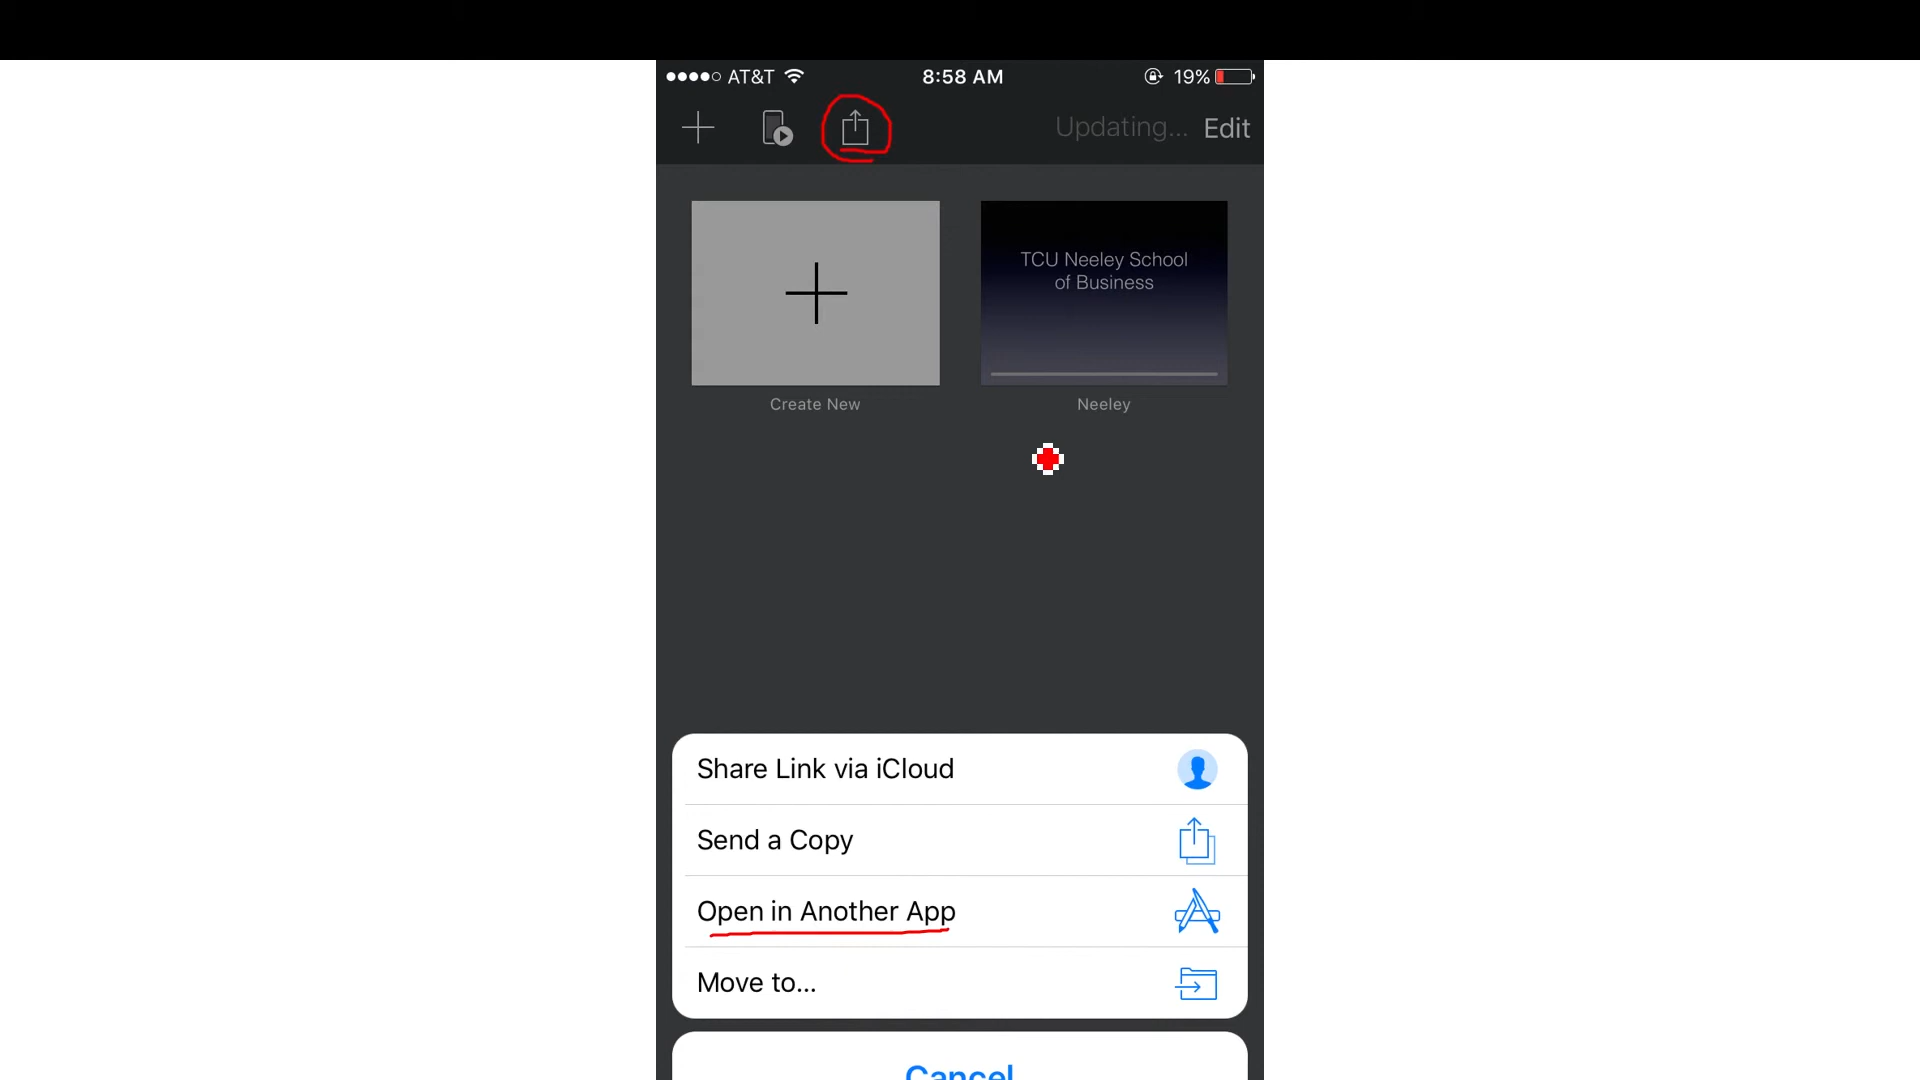 AT&T 8:58 AM 19%
Updating... Edit
TCU Neeley School
of Business
Create New
Neeley
Share Link via iCloud
Send a Copy
Open in Another App
Move to...
Cancel